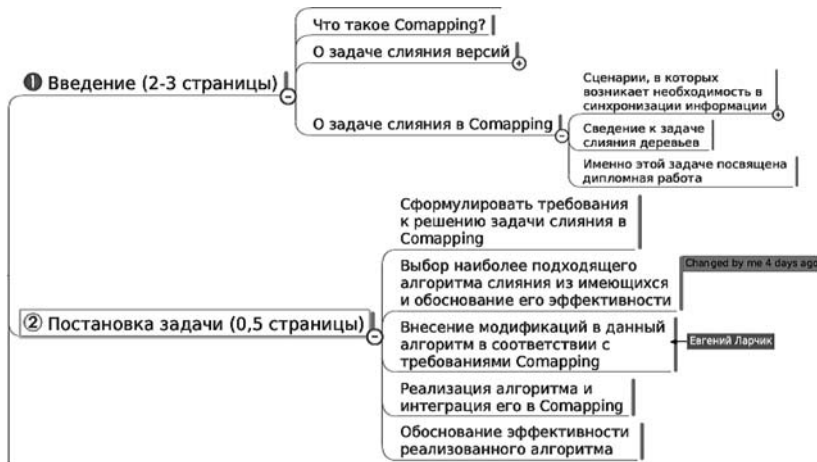 Что такое Comapping?
О задаче слияния версий
❶ Введение (2-3 страницы)
О задаче слияния в Comapping
Сценарии, в которых
возникает необходимость в
синхронизации информации
Сведение к задаче
слияния деревьев
Именно этой задаче посвящена
дипломная работа
② Постановка задачи (0,5 страницы)
Сформулировать требования
к решению задачи слияния в
Comapping
Выбор наиболее подходящего
алгоритма слияния из имеющихся
и обоснование его эффективности
Changed by me 4 days ago
Внесение модификаций в данный
алгоритм в соответствии с
требованиями Comapping
Евгений Ларчик
Реализация алгоритма и
интеграция его в Comapping
Обоснование эффективности
реализованного алгоритма